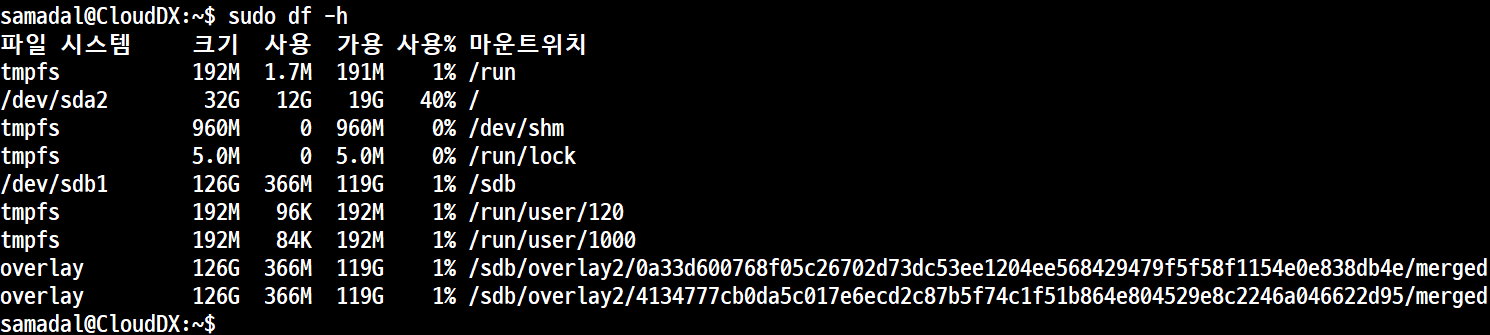 samadal@CloudDX:~$ sudo df -h
파일 시스템 크기 사용 가용 사용% 마운트위치
tmpfs 192M 1.7M 191M 1% /run
/dev/sda2 32G 12G 19G 40% /
tmpfs 960M 0 960M 0% /dev/shm
tmpfs 5.0M 0 5.0M 0% /run/lock
/dev/sdb1 126G 366M 119G 1% /sdb
tmpfs 192M 96K 192M 1% /run/user/120
tmpfs 192M 84K 192M 1% /run/user/1000
overlay 126G 366M 119G 1% /sdb/overlay2/0a33d600768f05c26702d73dc53ee1204ee568429479f5f58f1154e0e838db4e/merged
overlay 126G 366M 119G 1% /sdb/overlay2/4134777cb0da5c017e6ecd2c87b5f74c1f51b864e804529e8c2246a046622d95/merged
samadal@CloudDX:~$